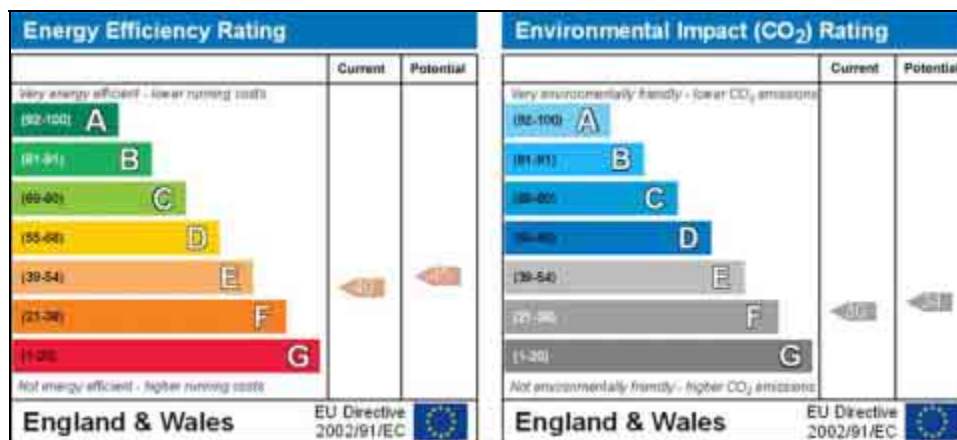 Energy Efficiency Rating
Current Potential
Very energy efficient - lower running costs
(92-100) A
(81-91) B
(69-80) C
(55-68) D
(39-54) E
(21-38) F
(1-20) G
Not energy efficient - higher running costs
England & Wales
EU Directive
2002/91/EC
Environmental Impact (CO₂) Rating
Current Potential
Very environmentally friendly - lower CO₂ emissions
(92-100) A
(81-91) B
(69-80) C
(55-68) D
(39-54) E
(21-38) F
(1-20) G
Not environmentally friendly - higher CO₂ emissions
England & Wales
EU Directive
2002/91/EC